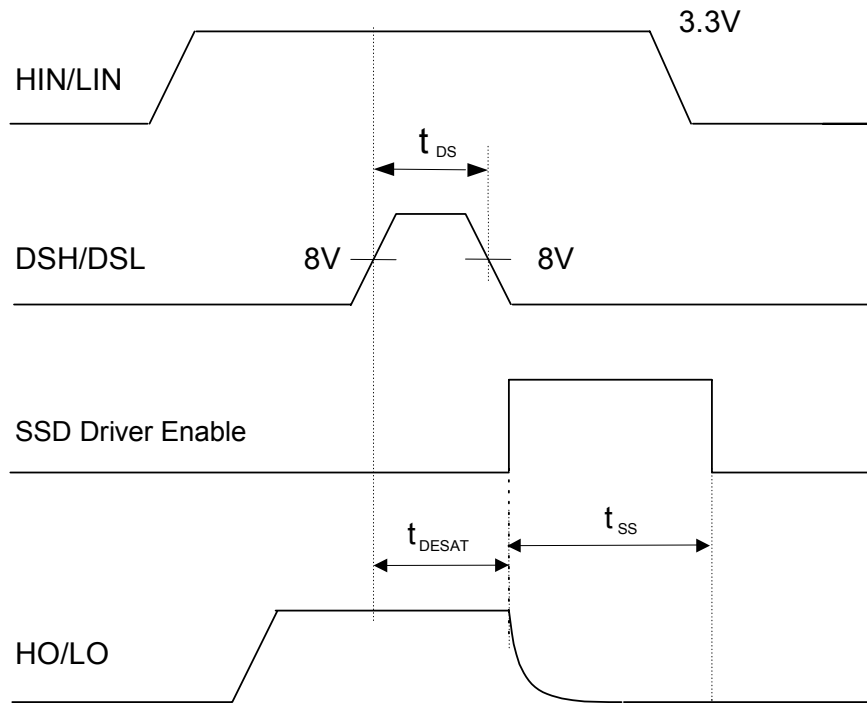 3.3V
HIN/LIN
t DS
DSH/DSL
8V
8V
SSD Driver Enable
t DESAT
t SS
HO/LO